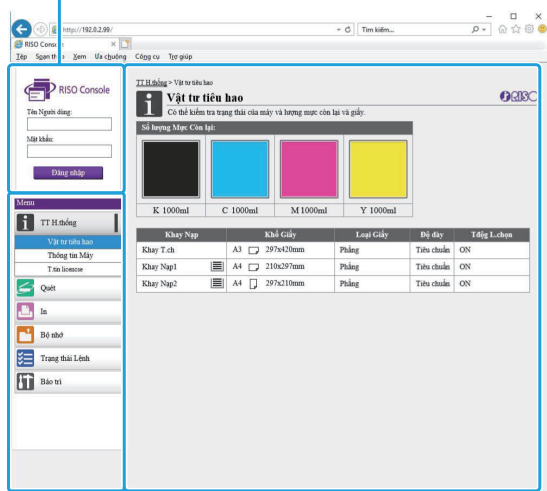 http://192.0.2.99/
Tìm kiếm...
RISO Console
Tệp Xem Ưa chuộng Công cụ Trợ giúp
RISO Console
Tên Người dùng:
Mật khẩu:
Đăng nhập
Menu
TT H.thống
Vật tư tiêu hao
Thông tin Máy
T.tin licencse
Quét
In
Bộ nhớ
Trạng thái Lệnh
Bảo trì
TT H.thống > Vật tư tiêu hao
Vật tư tiêu hao
RISO
Có thể kiểm tra trạng thái của máy và lượng mực còn lại và giấy.
Số lượng Mực Còn lại:
K 1000ml C 1000ml M 1000ml Y 1000ml
Khay Nạp Khổ Giấy Loại Giấy Độ dày Tđộg L.chọn
Khay T.ch A3 297x420mm Phẳng Tiêu chuẩn ON
Khay Nạp1 A4 210x297mm Phẳng Tiêu chuẩn ON
Khay Nạp2 A4 297x210mm Phẳng Tiêu chuẩn ON